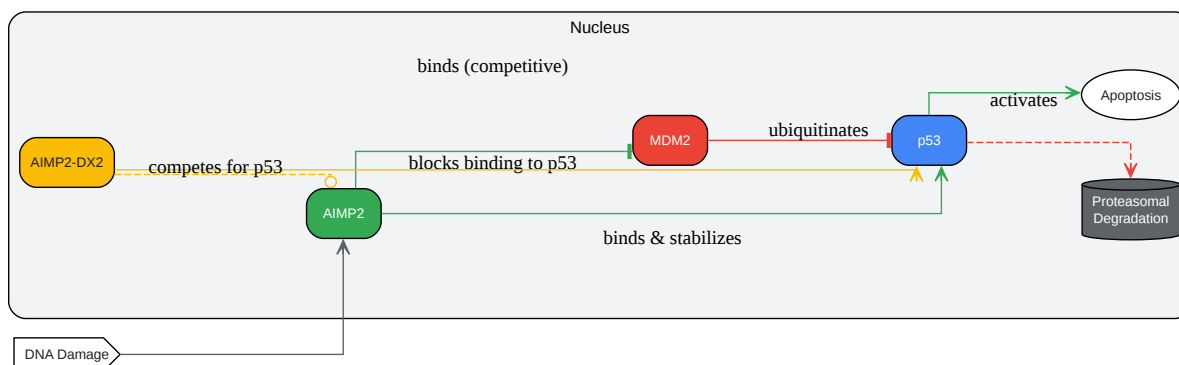 Nucleus
binds (competitive)
activates
Apoptosis
MDM2
ubiquitinates
p53
AIMP2-DX2
competes for p53
blocks binding to p53
AIMP2
Proteasomal
Degradation
binds & stabilizes
DNA Damage